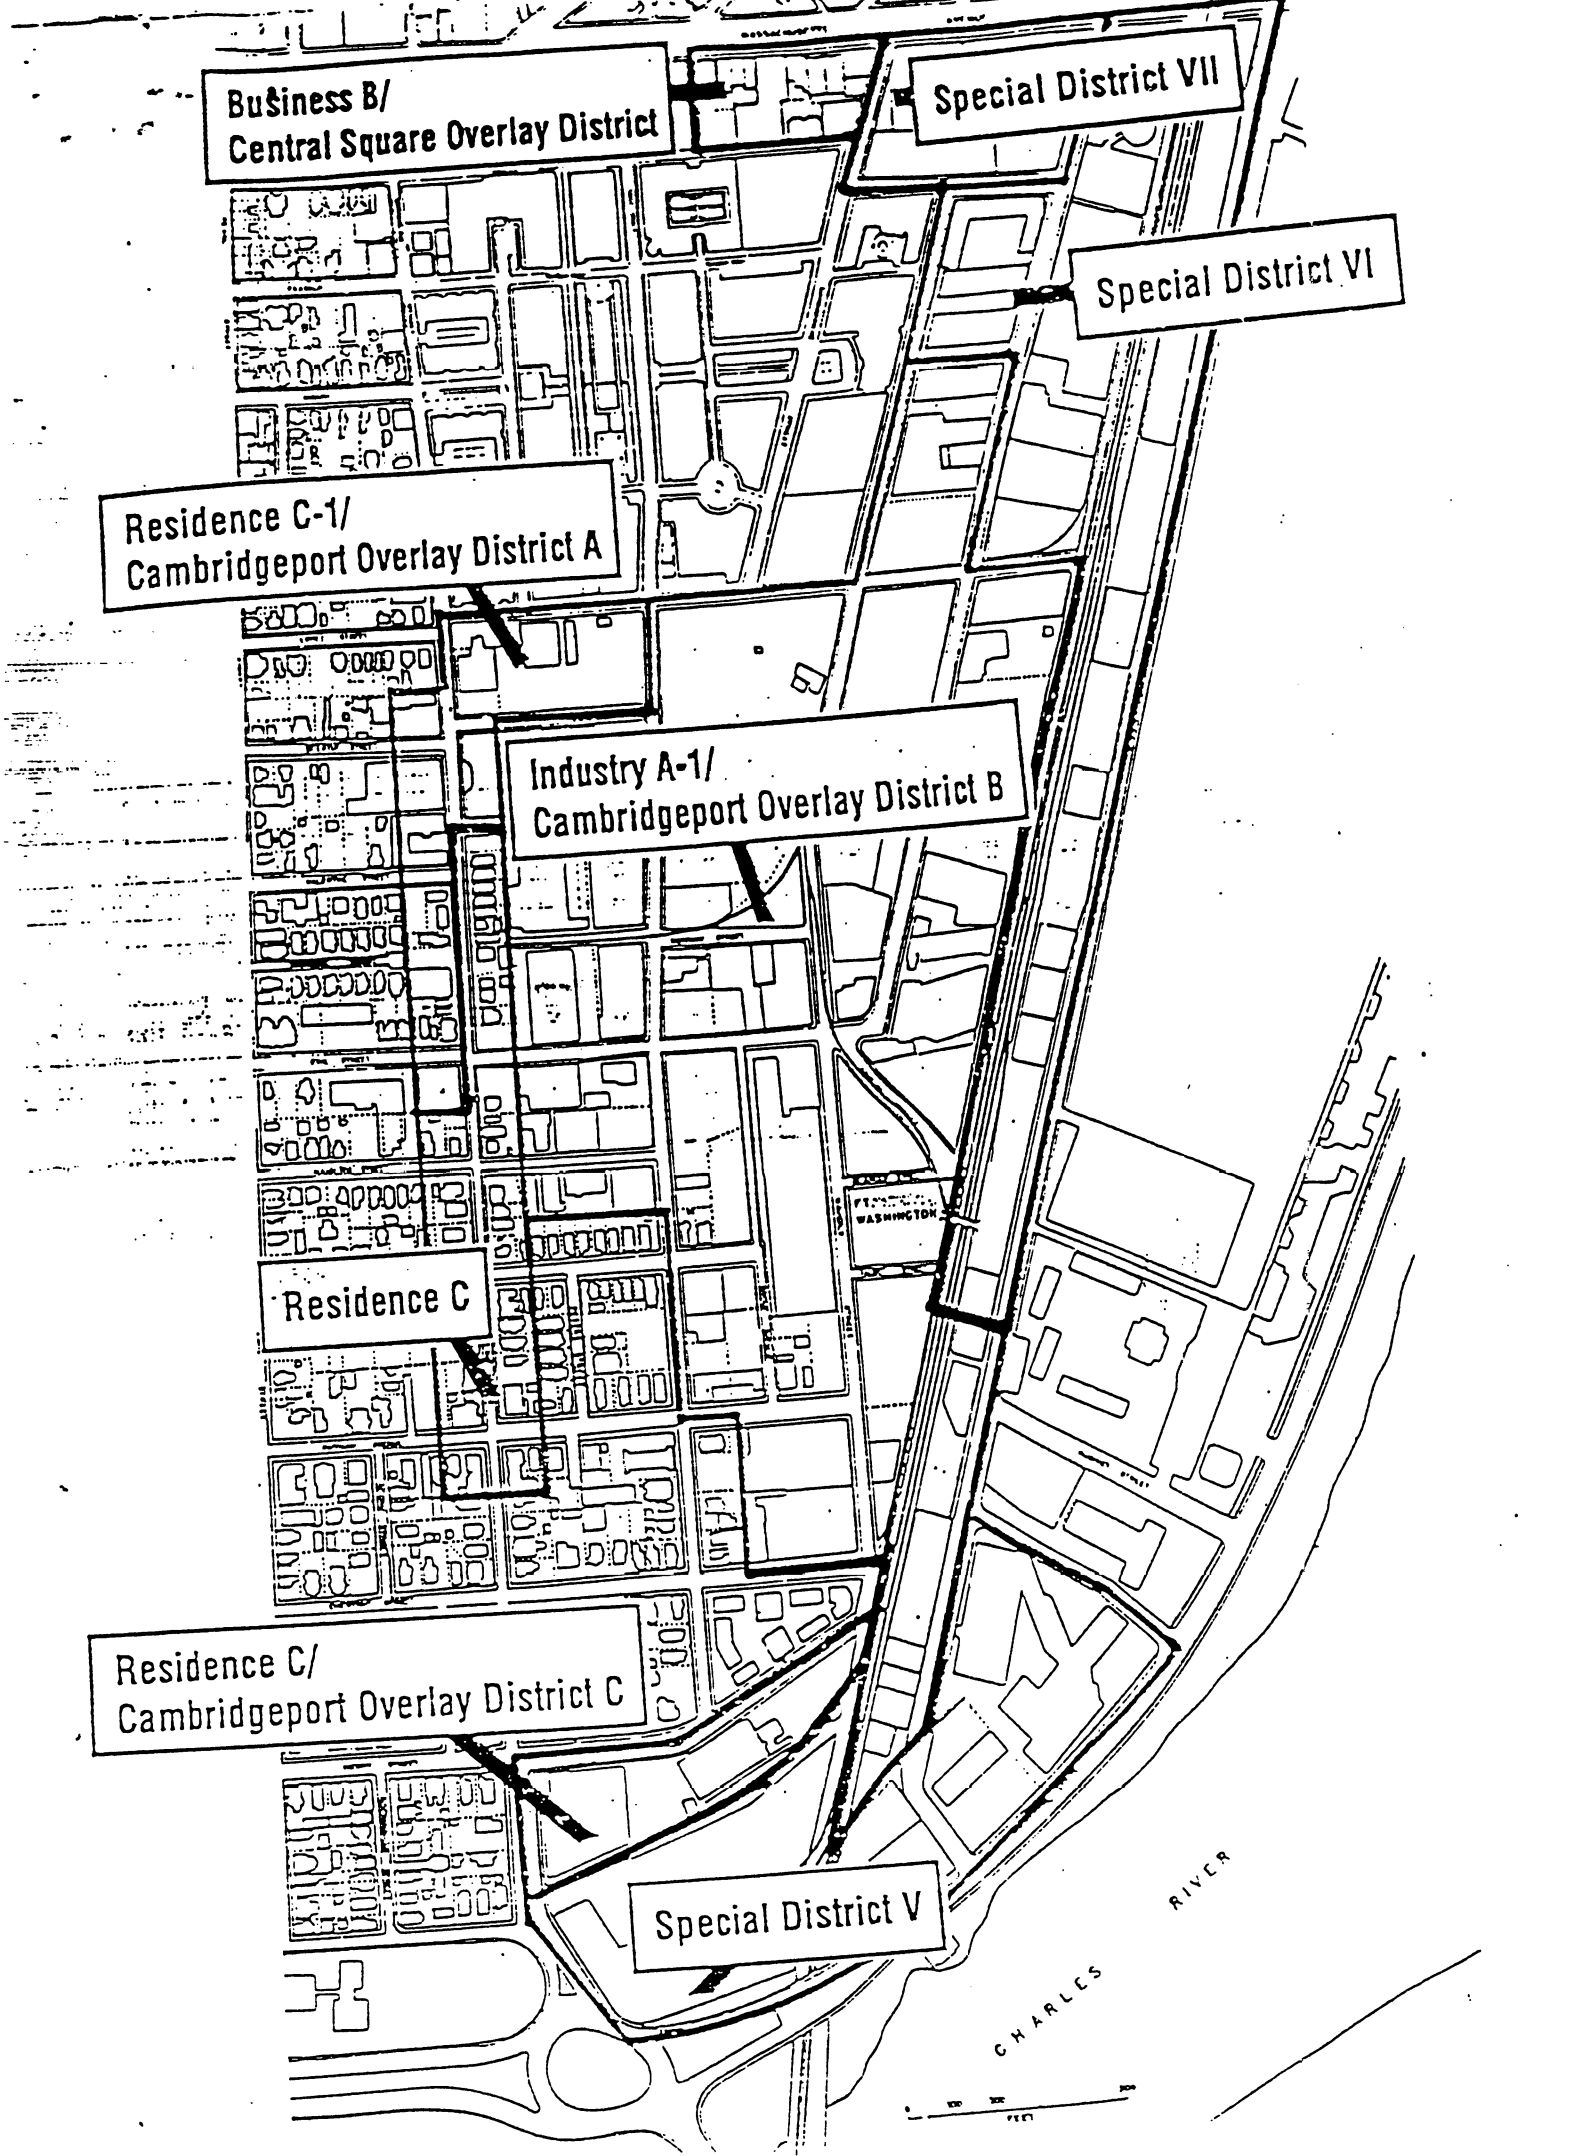 Business B/
Central Square Overlay District
Special District VII
Special District VI
Residence C-1/
Cambridgeport Overlay District A
Industry A-1/
Cambridgeport Overlay District B
FT.
WASHINGTON
Residence C
Residence C/
Cambridgeport Overlay District C
Special District V
CHARLES RIVER
FEET